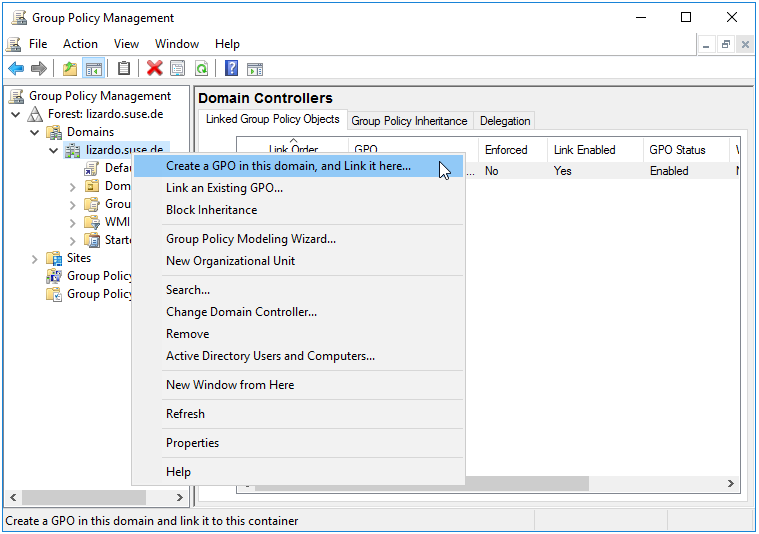 Group Policy Management
File Action View Window Help
Group Policy Management
Forest: lizardo.suse.de
Domains
lizardo.suse.de
Sites
Group Policy
Group Policy
Domain Controllers
Linked Group Policy Objects Group Policy Inheritance Delegation
Link Order GPO Enforced Link Enabled GPO Status
... No Yes Enabled
Create a GPO in this domain, and Link it here...
Link an Existing GPO...
Block Inheritance
Group Policy Modeling Wizard...
New Organizational Unit
Search...
Change Domain Controller...
Remove
Active Directory Users and Computers...
New Window from Here
Refresh
Properties
Help
Create a GPO in this domain and link it to this container